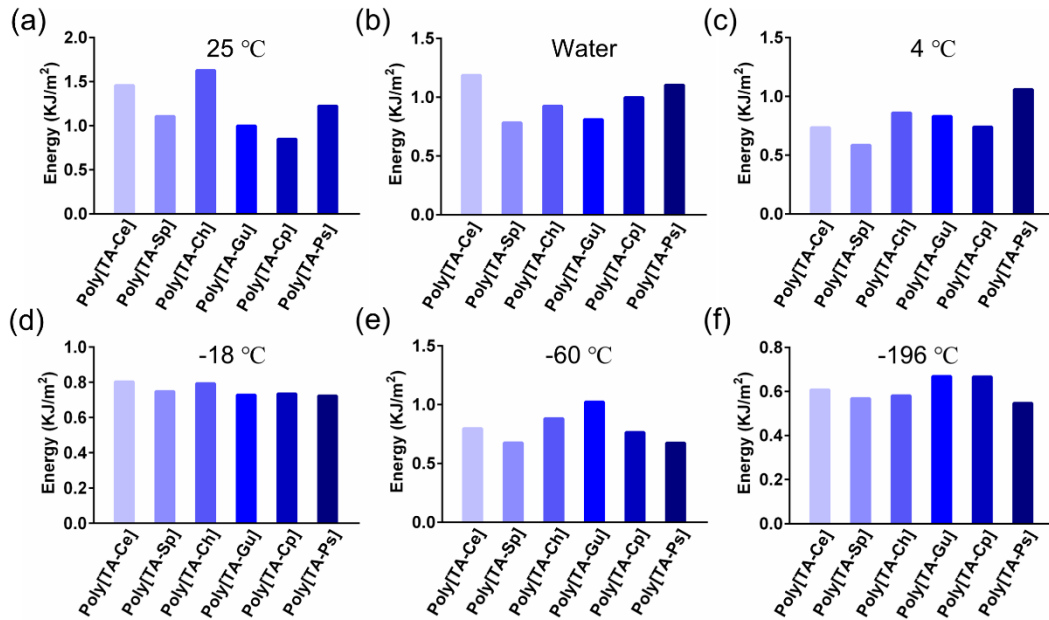 (a)
25 ℃
Energy (KJ/m²)
2.0
1.5
1.0
0.5
0.0
Poly[TA-Ce]
Poly[TA-Sp]
Poly[TA-Ch]
Poly[TA-Gu]
Poly[TA-Cp]
Poly[TA-Ps]
(b)
Water
Energy (KJ/m²)
1.5
1.0
0.5
0.0
Poly[TA-Ce]
Poly[TA-Sp]
Poly[TA-Ch]
Poly[TA-Gu]
Poly[TA-Cp]
Poly[TA-Ps]
(c)
4 ℃
Energy (KJ/m²)
1.5
1.0
0.5
0.0
Poly[TA-Ce]
Poly[TA-Sp]
Poly[TA-Ch]
Poly[TA-Gu]
Poly[TA-Cp]
Poly[TA-Ps]
(d)
-18 ℃
Energy (KJ/m²)
1.0
0.8
0.6
0.4
0.2
0.0
Poly[TA-Ce]
Poly[TA-Sp]
Poly[TA-Ch]
Poly[TA-Gu]
Poly[TA-Cp]
Poly[TA-Ps]
(e)
-60 ℃
Energy (KJ/m²)
1.5
1.0
0.5
0.0
Poly[TA-Ce]
Poly[TA-Sp]
Poly[TA-Ch]
Poly[TA-Gu]
Poly[TA-Cp]
Poly[TA-Ps]
(f)
-196 ℃
Energy (KJ/m²)
0.8
0.6
0.4
0.2
0.0
Poly[TA-Ce]
Poly[TA-Sp]
Poly[TA-Ch]
Poly[TA-Gu]
Poly[TA-Cp]
Poly[TA-Ps]